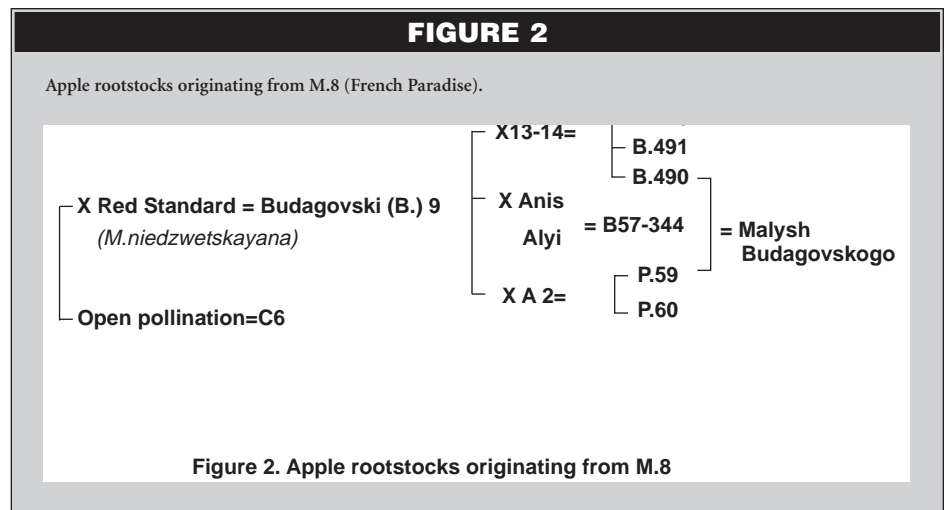 FIGURE 2
Apple rootstocks originating from M.8 (French Paradise).
X13-14=
B.491
B.490
X Red Standard = Budagovski (B.) 9
(M.niedzwetskayana)
X Anis
Alyi
= B57-344
= Malysh
Budagovskogo
P.59
X A 2=
P.60
Open pollination=C6
Figure 2. Apple rootstocks originating from M.8